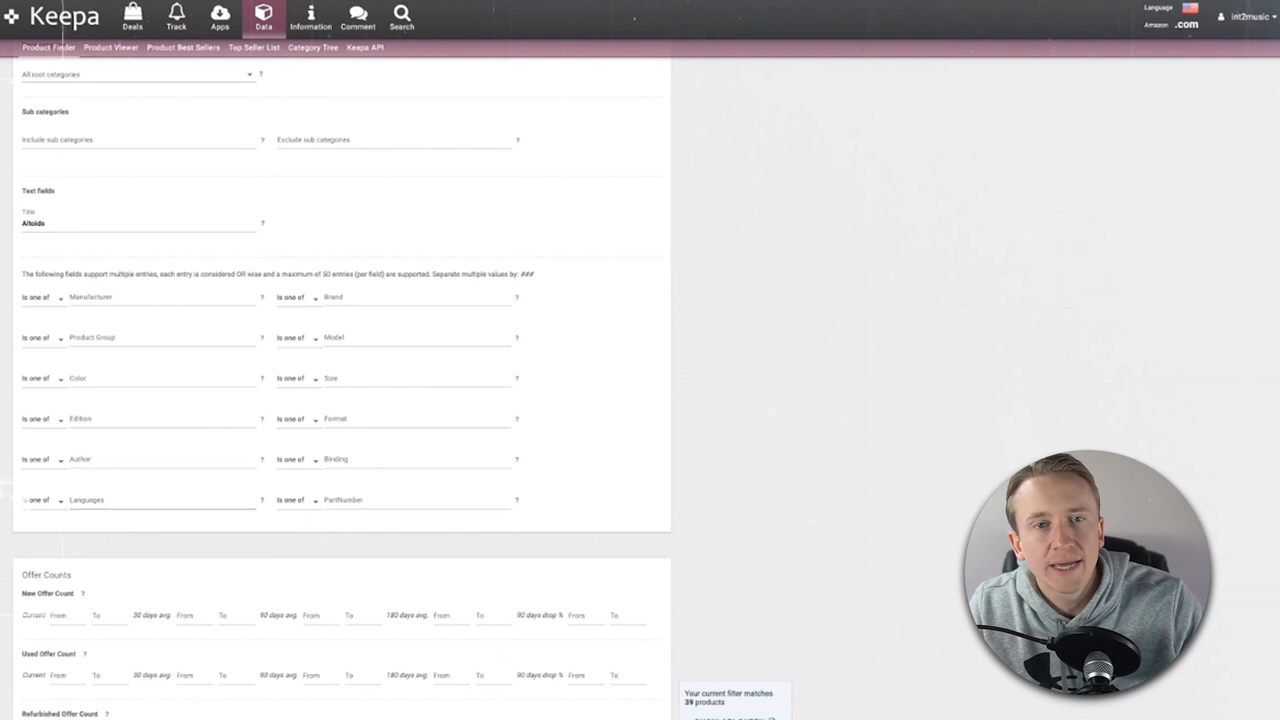 Keepa
Deals
Track
Apps
Data
Information
Comment
Search
Language
Amazon .com
int2music
Product Finder
Product Viewer
Product Best Sellers
Top Seller List
Category Tree
Keepa API
All root categories ?
Sub categories
Include sub categories ? Exclude sub categories ?
Text fields
Title
Altoids ?
The following fields support multiple entries, each entry is considered OR wise and a maximum of 50 entries (per field) are supported. Separate multiple values by: ###
Is one of Manufacturer ? Is one of Brand ?
Is one of Product Group ? Is one of Model ?
Is one of Color ? Is one of Size ?
Is one of Edition ? Is one of Format ?
Is one of Author ? Is one of Binding ?
Is one of Languages ? Is one of PartNumber ?
Offer Counts
New Offer Count ?
Current From To 30 days avg. From To 90 days avg. From To 180 days avg. From To 90 days drop % From To
Used Offer Count ?
Current From To 30 days avg. From To 90 days avg. From To 180 days avg. From To 90 days drop % From To
Refurbished Offer Count ?
Your current filter matches
39 products